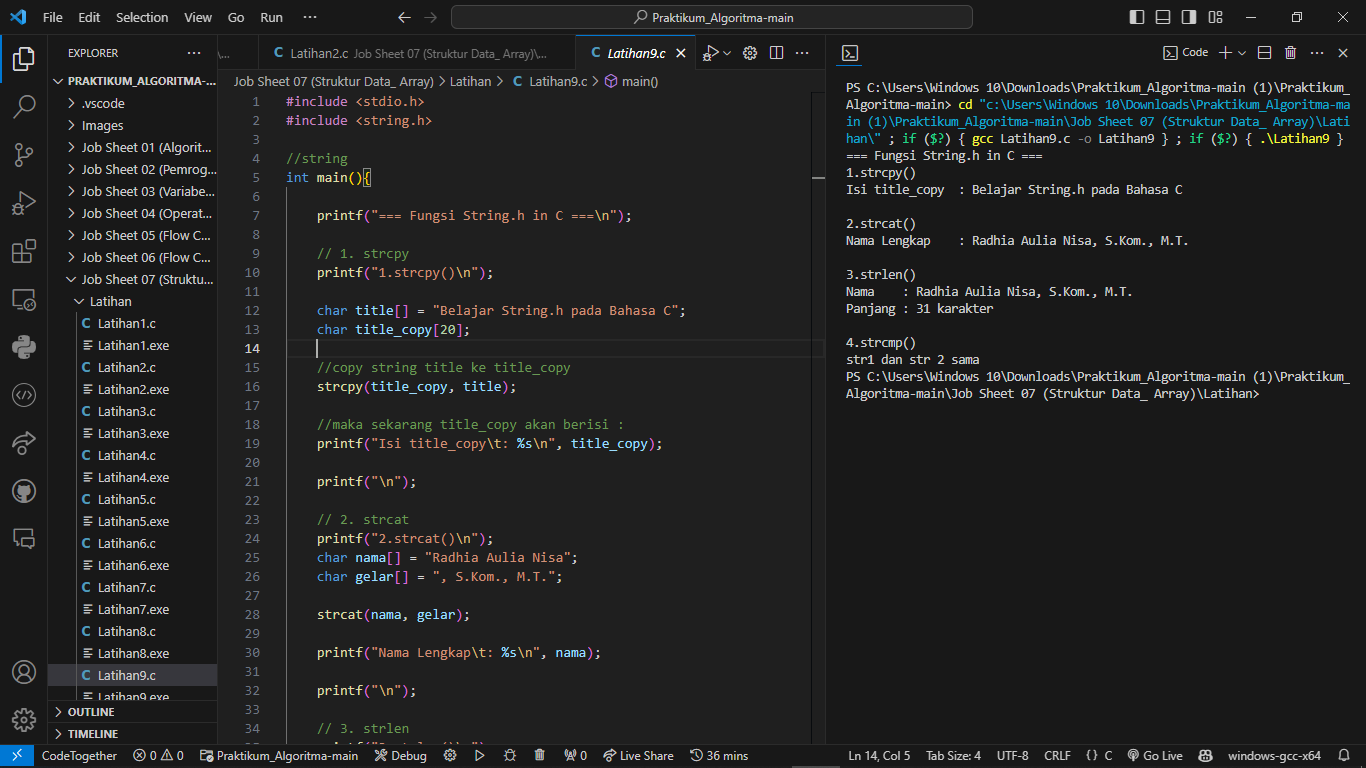 File Edit Selection View Go Run ···
Praktikum_Algoritma-main
EXPLORER ···
PRAKTIKUM_ALGORITMA-...
.vscode
Images
Job Sheet 01 (Algorit...
Job Sheet 02 (Pemrog...
Job Sheet 03 (Variabe...
Job Sheet 04 (Operat...
Job Sheet 05 (Flow C...
Job Sheet 06 (Flow C...
Job Sheet 07 (Struktu...
Latihan
C Latihan1.c
Latihan1.exe
C Latihan2.c
Latihan2.exe
C Latihan3.c
Latihan3.exe
C Latihan4.c
Latihan4.exe
C Latihan5.c
Latihan5.exe
C Latihan6.c
Latihan6.exe
C Latihan7.c
Latihan7.exe
C Latihan8.c
Latihan8.exe
C Latihan9.c
Latihan9.exe
OUTLINE
TIMELINE
...\... C Latihan2.c Job Sheet 07 (Struktur Data_ Array)\... C Latihan9.c
Job Sheet 07 (Struktur Data_ Array) > Latihan > C Latihan9.c > main()
1 #include <stdio.h>
2 #include <string.h>
3
4 //string
5 int main(){
6
7 printf("=== Fungsi String.h in C ===\n");
8
9 // 1. strcpy
10 printf("1.strcpy()\n");
11
12 char title[] = "Belajar String.h pada Bahasa C";
13 char title_copy[20];
14
15 //copy string title ke title_copy
16 strcpy(title_copy, title);
17
18 //maka sekarang title_copy akan berisi :
19 printf("Isi title_copy\t: %s\n", title_copy);
20
21 printf("\n");
22
23 // 2. strcat
24 printf("2.strcat()\n");
25 char nama[] = "Radhia Aulia Nisa";
26 char gelar[] = ", S.Kom., M.T.";
27
28 strcat(nama, gelar);
29
30 printf("Nama Lengkap\t: %s\n", nama);
31
32 printf("\n");
33
34 // 3. strlen
Code
PS C:\Users\Windows 10\Downloads\Praktikum_Algoritma-main (1)\Praktikum_
Algoritma-main> cd "c:\Users\Windows 10\Downloads\Praktikum_Algoritma-ma
in (1)\Praktikum_Algoritma-main\Job Sheet 07 (Struktur Data_ Array)\Lati
han\" ; if ($?) { gcc Latihan9.c -o Latihan9 } ; if ($?) { .\Latihan9 }
=== Fungsi String.h in C ===
1.strcpy()
Isi title_copy  : Belajar String.h pada Bahasa C

2.strcat()
Nama Lengkap    : Radhia Aulia Nisa, S.Kom., M.T.

3.strlen()
Nama    : Radhia Aulia Nisa, S.Kom., M.T.
Panjang : 31 karakter

4.strcmp()
str1 dan str 2 sama
PS C:\Users\Windows 10\Downloads\Praktikum_Algoritma-main (1)\Praktikum_
Algoritma-main\Job Sheet 07 (Struktur Data_ Array)\Latihan>
CodeTogether 0 0 Praktikum_Algoritma-main Debug 0 Live Share 36 mins Ln 14, Col 5 Tab Size: 4 UTF-8 CRLF { } C Go Live windows-gcc-x64